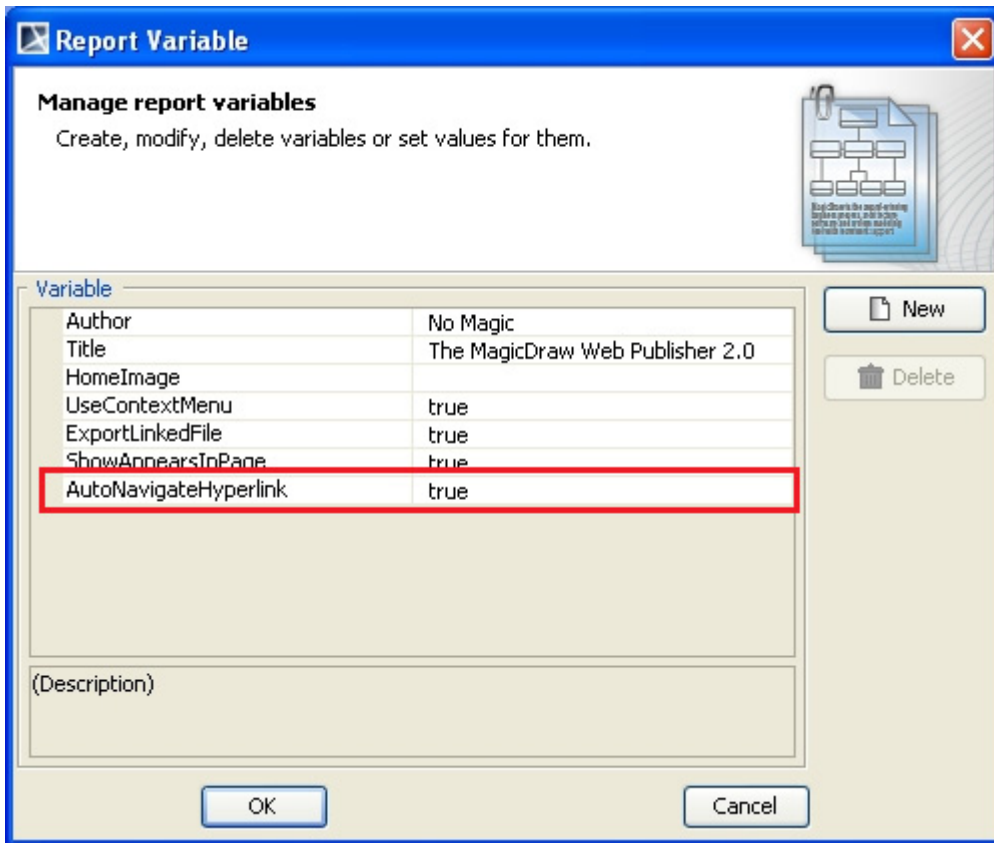 Report Variable
Manage report variables
Create, modify, delete variables or set values for them.
Variable
Author No Magic
Title The MagicDraw Web Publisher 2.0
HomeImage
UseContextMenu true
ExportLinkedFile true
ShowAppearsInPage true
AutoNavigateHyperlink true
New
Delete
(Description)
OK Cancel